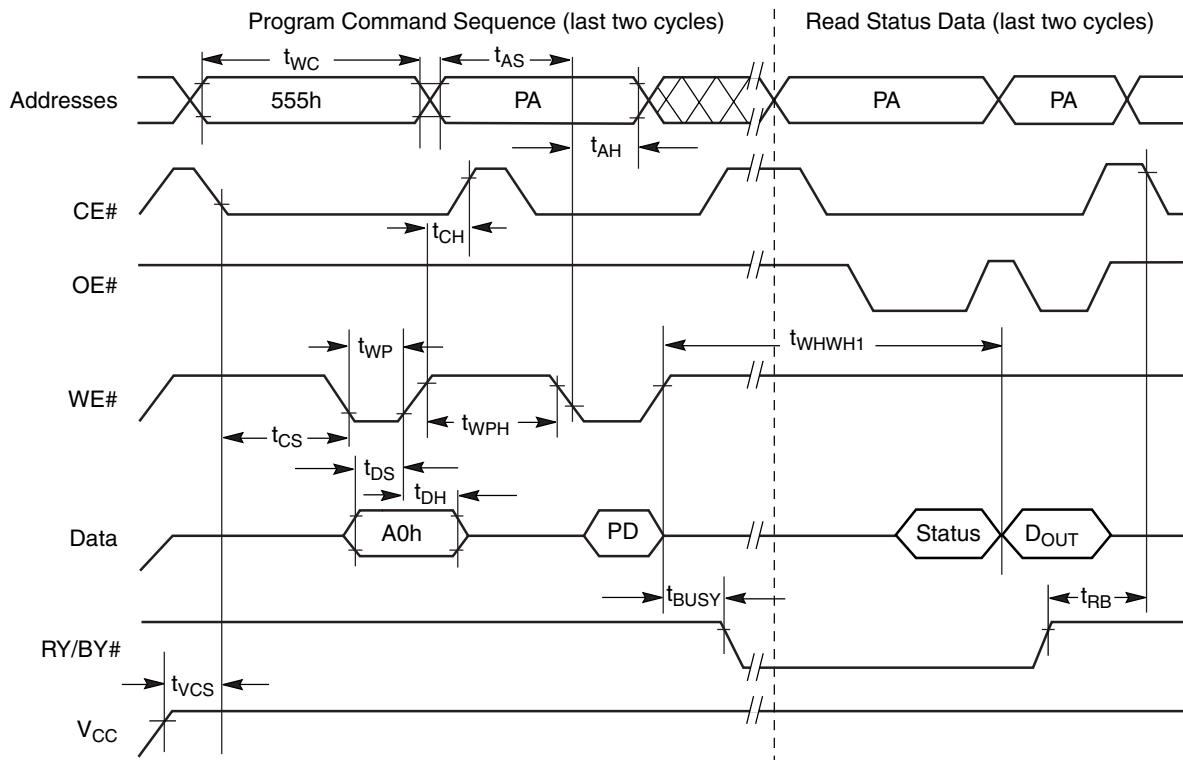 Program Command Sequence (last two cycles)
Read Status Data (last two cycles)
tWC
tAS
Addresses
555h
PA
PA
PA
tAH
CE#
tCH
OE#
tWHWH1
tWP
WE#
tWPH
tCS
tDS
tDH
Data
A0h
PD
Status
DOUT
tBUSY
tRB
RY/BY#
tVCS
VCC